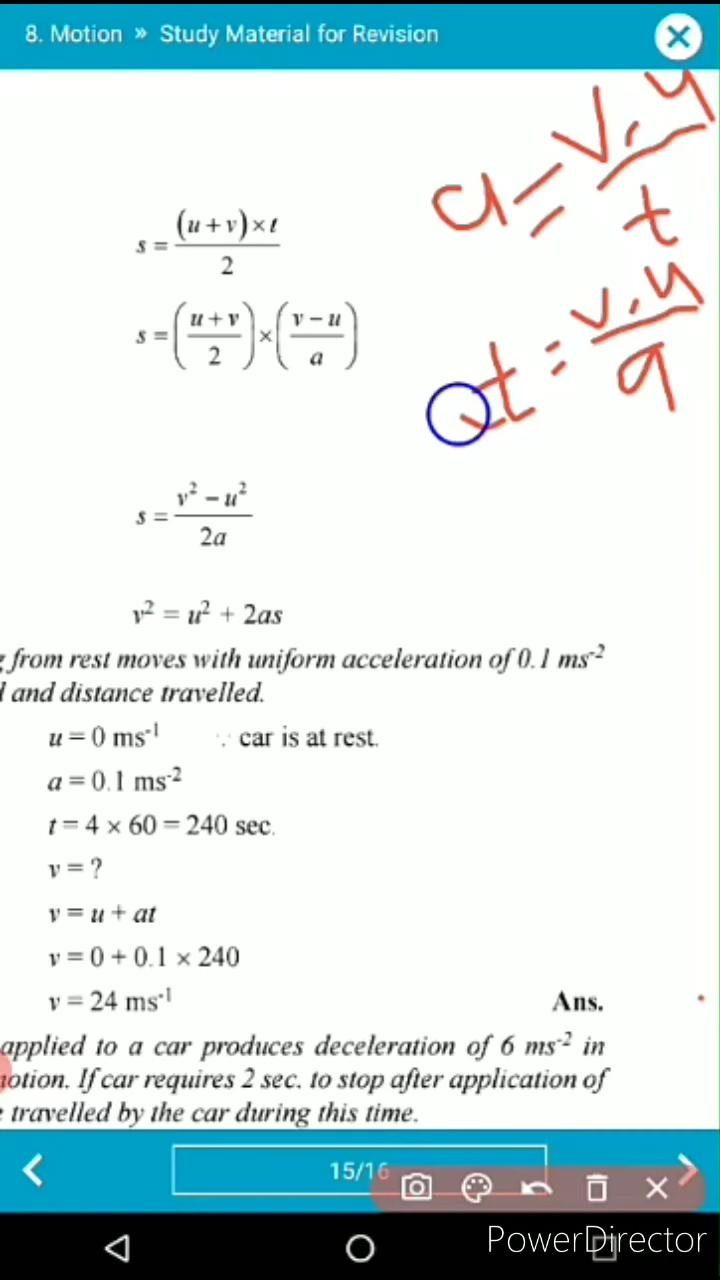 8. Motion » Study Material for Revision
a = v-u / t
s = (u + v) × t / 2
s = (u + v / 2) × (v − u / a)
t = v-u / a
s = v² − u² / 2a
v² = u² + 2as
from rest moves with uniform acceleration of 0.1 ms⁻²
and distance travelled.
u = 0 ms⁻¹ ∵ car is at rest.
a = 0.1 ms⁻²
t = 4 × 60 = 240 sec.
v = ?
v = u + at
v = 0 + 0.1 × 240
v = 24 ms⁻¹ Ans.
applied to a car produces deceleration of 6 ms⁻² in
motion. If car requires 2 sec. to stop after application of
travelled by the car during this time.
15/16
PowerDirector